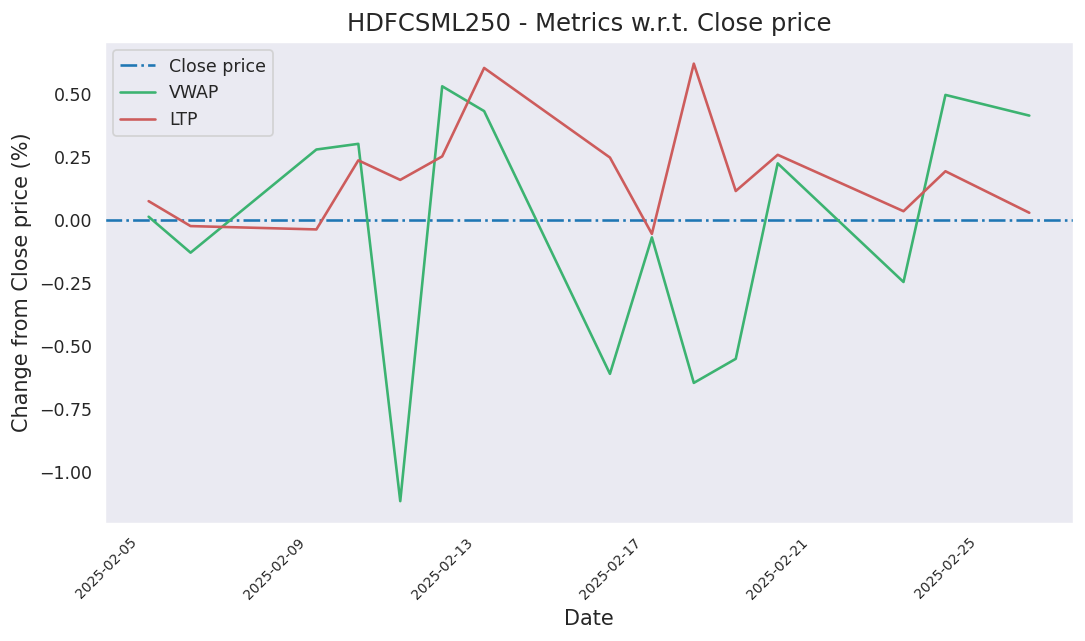 HDFCSML250 - Metrics w.r.t. Close price
Close price
VWAP
LTP
Change from Close price (%)
0.50
0.25
0.00
−0.25
−0.50
−0.75
−1.00
2025-02-05
2025-02-09
2025-02-13
2025-02-17
2025-02-21
2025-02-25
Date